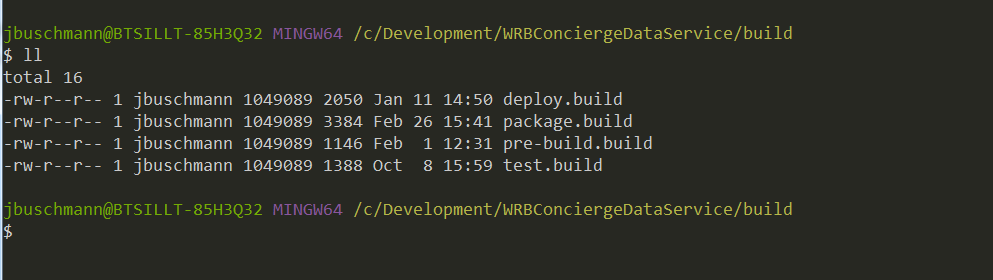 jbuschmann@BTSILLT-85H3Q32 MINGW64 /c/Development/WRBConciergeDataService/build
$ ll
total 16
-rw-r--r-- 1 jbuschmann 1049089 2050 Jan 11 14:50 deploy.build
-rw-r--r-- 1 jbuschmann 1049089 3384 Feb 26 15:41 package.build
-rw-r--r-- 1 jbuschmann 1049089 1146 Feb  1 12:31 pre-build.build
-rw-r--r-- 1 jbuschmann 1049089 1388 Oct  8 15:59 test.build
jbuschmann@BTSILLT-85H3Q32 MINGW64 /c/Development/WRBConciergeDataService/build
$